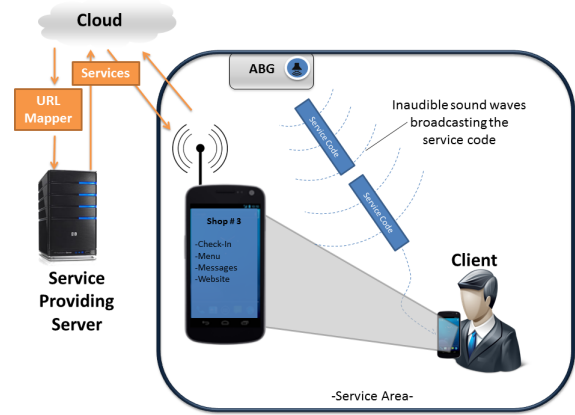 Cloud
Services
URL
Mapper
Service
Providing
Server
ABG
Inaudible sound waves
broadcasting the
service code
Service Code
Service Code
Shop # 3
-Check-In
-Menu
-Messages
-Website
Client
-Service Area-